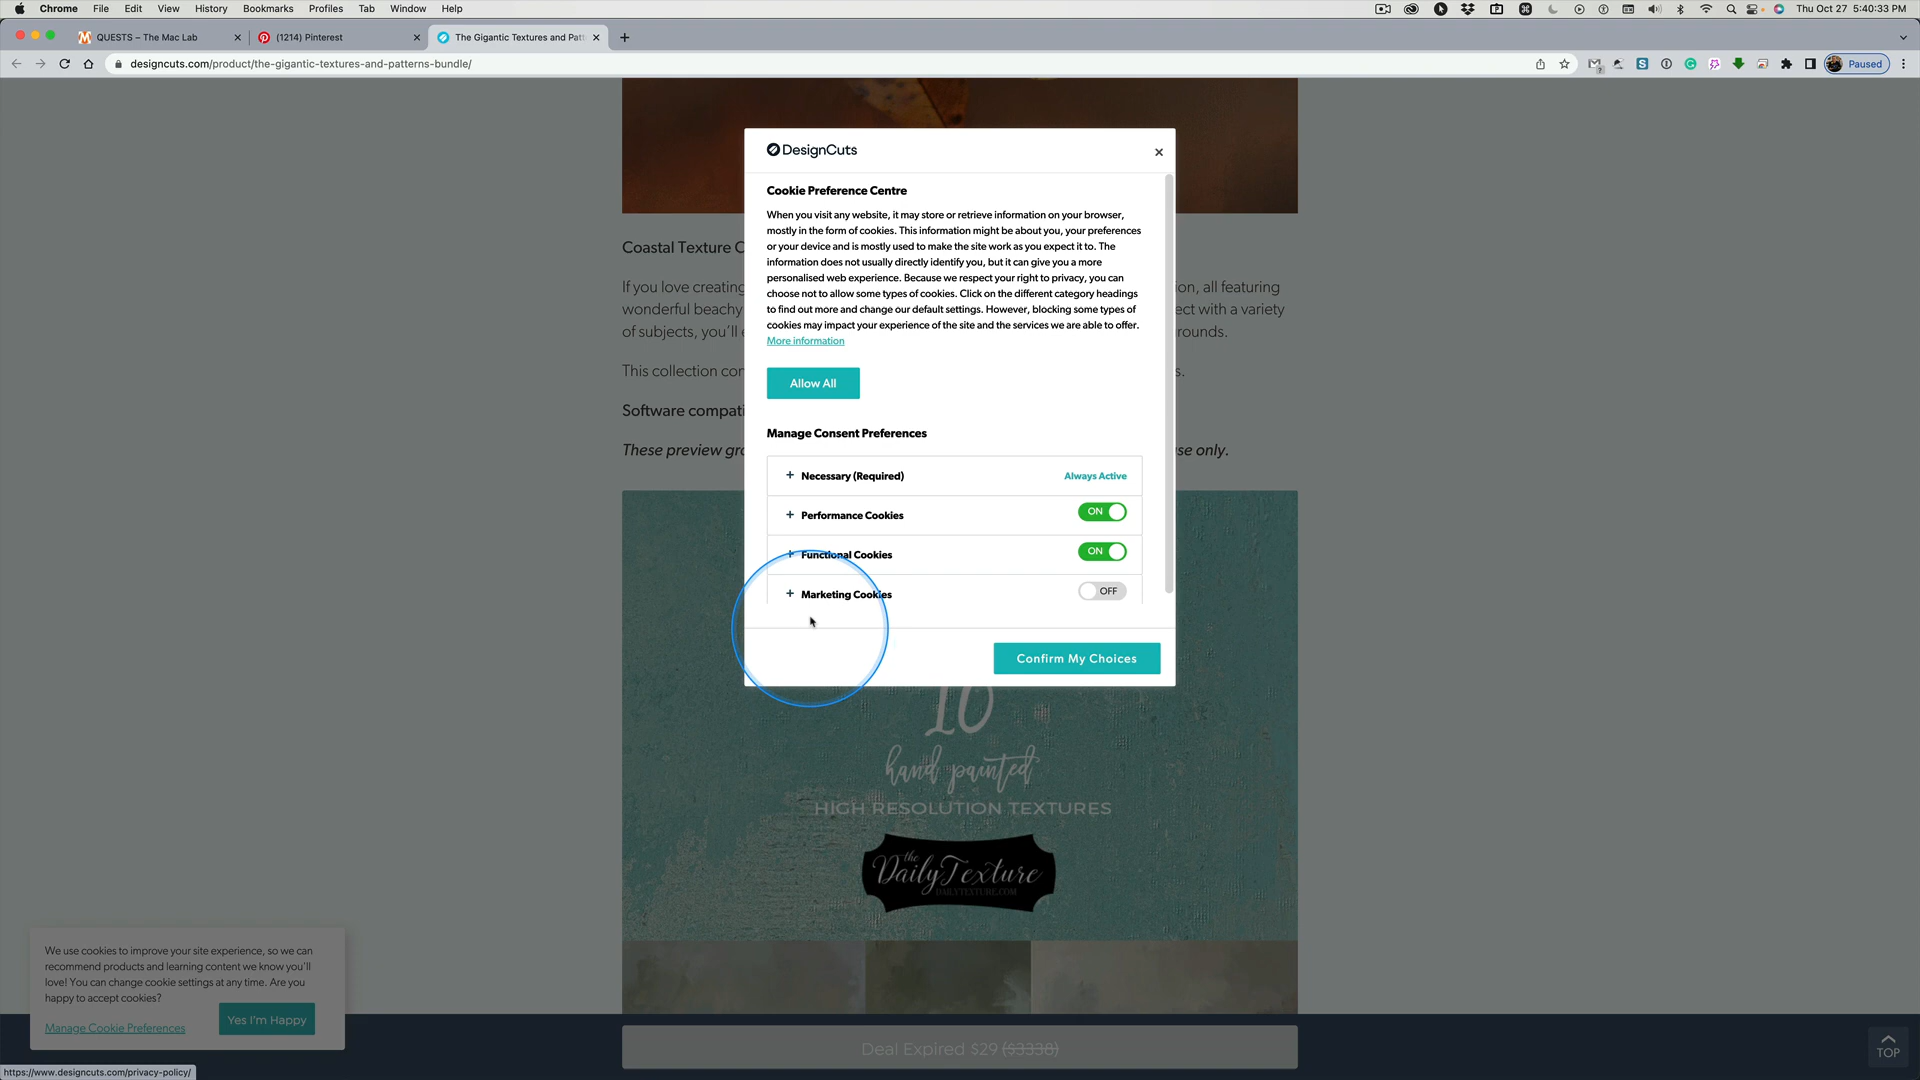 Chrome File Edit View History Bookmarks Profiles Tab Window Help
Thu Oct 27 5:40:33 PM
QUESTS – The Mac Lab
(1214) Pinterest
The Gigantic Textures and Pat
designcuts.com/product/the-gigantic-textures-and-patterns-bundle/
Paused
DesignCuts
Cookie Preference Centre
When you visit any website, it may store or retrieve information on your browser,
mostly in the form of cookies. This information might be about you, your preferences
or your device and is mostly used to make the site work as you expect it to. The
information does not usually directly identify you, but it can give you a more
personalised web experience. Because we respect your right to privacy, you can
choose not to allow some types of cookies. Click on the different category headings
to find out more and change our default settings. However, blocking some types of
cookies may impact your experience of the site and the services we are able to offer.
More information
Allow All
Manage Consent Preferences
+ Necessary (Required) Always Active
+ Performance Cookies ON
+ Functional Cookies ON
+ Marketing Cookies OFF
Confirm My Choices
Coastal Texture C
If you love creating ion, all featuring
wonderful beachy ect with a variety
of subjects, you'll rounds.
This collection con s.
Software compati
These preview gro se only.
10
hand painted
HIGH RESOLUTION TEXTURES
the
DailyTexture
DAILYTEXTURE.COM
We use cookies to improve your site experience, so we can
recommend products and learning content we know you'll
love! You can change cookie settings at any time. Are you
happy to accept cookies?
Manage Cookie Preferences
Yes I'm Happy
Deal Expired $29 ($3338)
TOP
https://www.designcuts.com/privacy-policy/